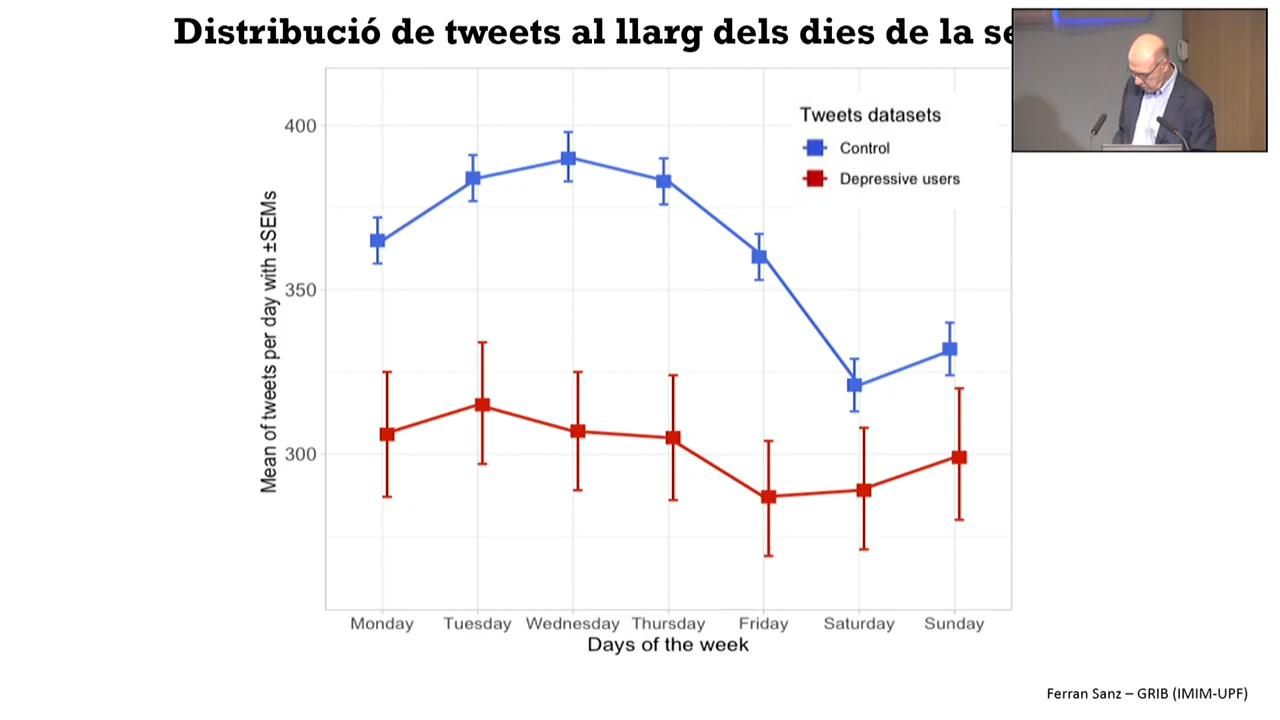 Distribució de tweets al llarg dels dies de la se
Tweets datasets
Control
Depressive users
Mean of tweets per day with ±SEMs
400
350
300
Monday Tuesday Wednesday Thursday Friday Saturday Sunday
Days of the week
Ferran Sanz – GRIB (IMIM-UPF)